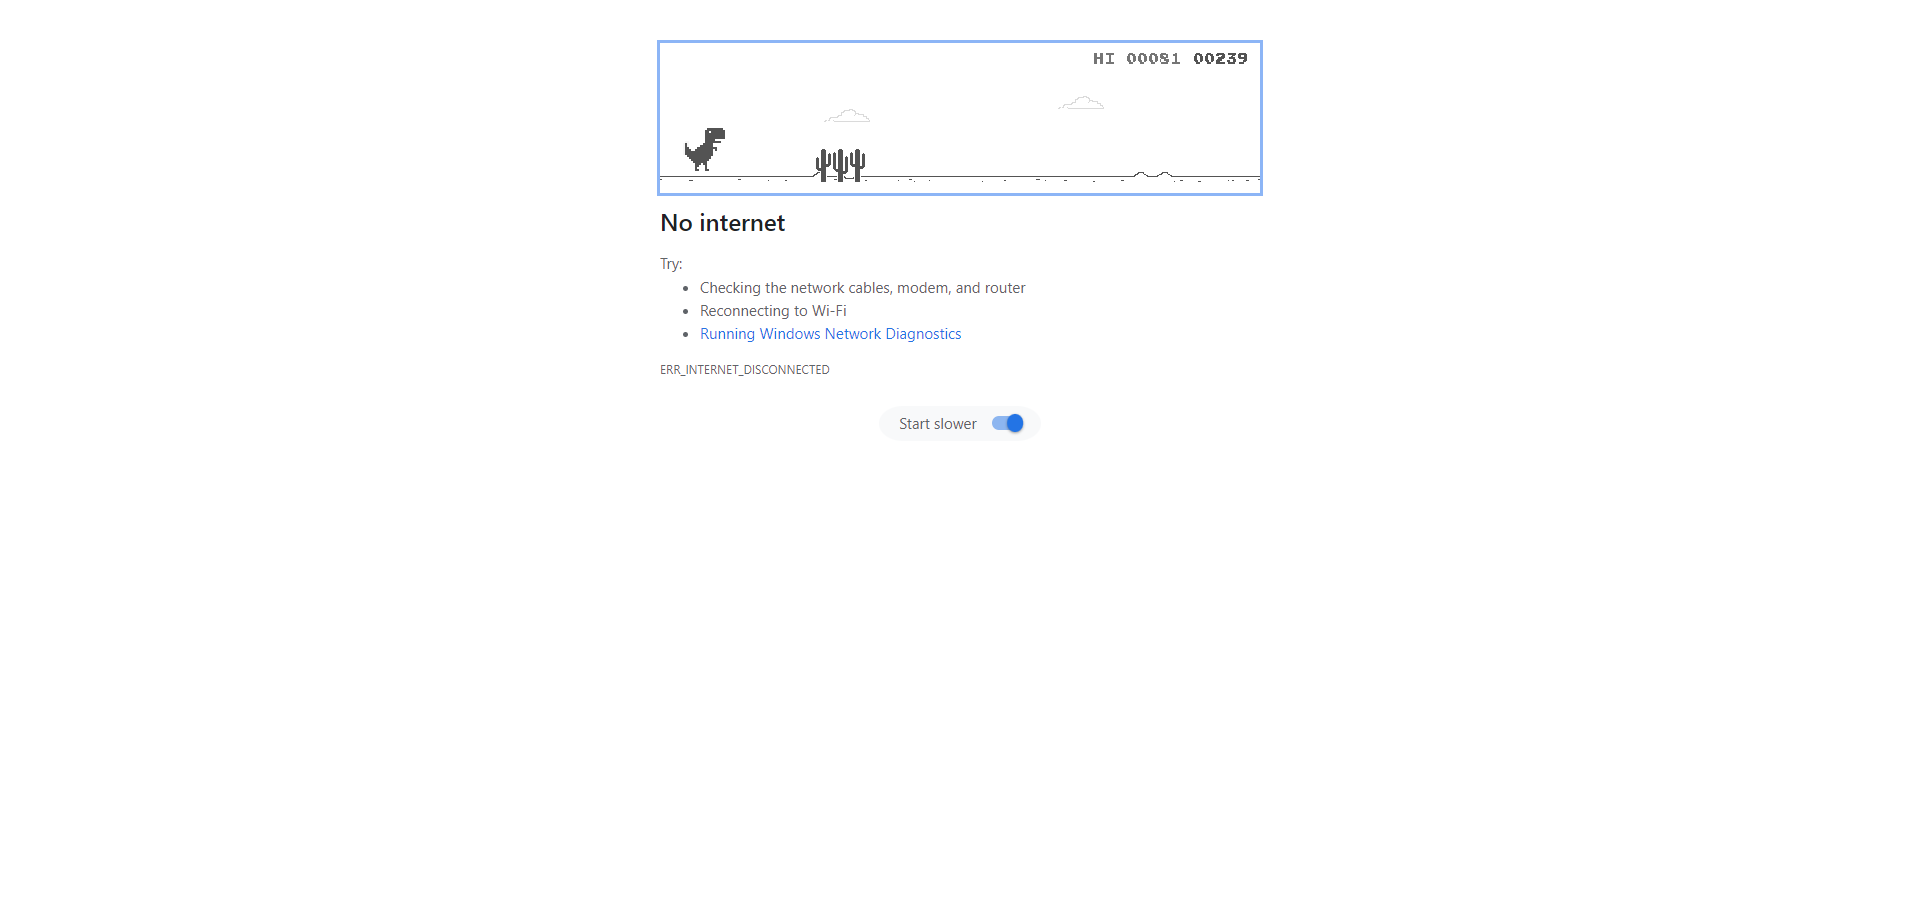 HI 00081 00239
No internet
Try:
Checking the network cables, modem, and router
Reconnecting to Wi-Fi
Running Windows Network Diagnostics
ERR_INTERNET_DISCONNECTED
Start slower